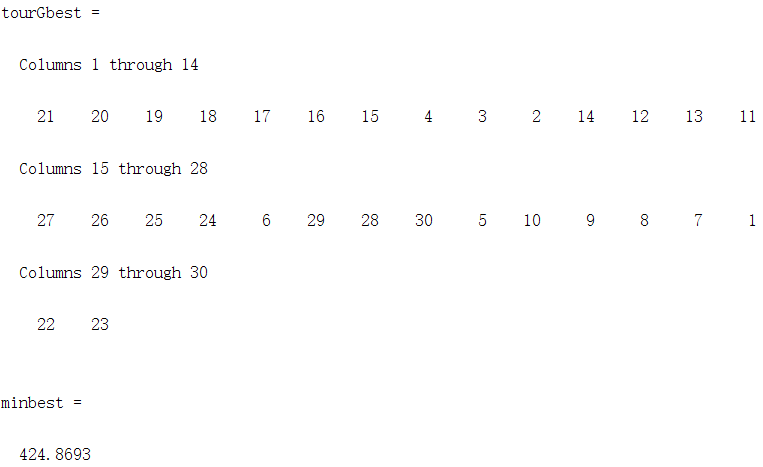 tourGbest =
Columns 1 through 14
21 20 19 18 17 16 15 4 3 2 14 12 13 11
Columns 15 through 28
27 26 25 24 6 29 28 30 5 10 9 8 7 1
Columns 29 through 30
22 23
minbest =
424.8693